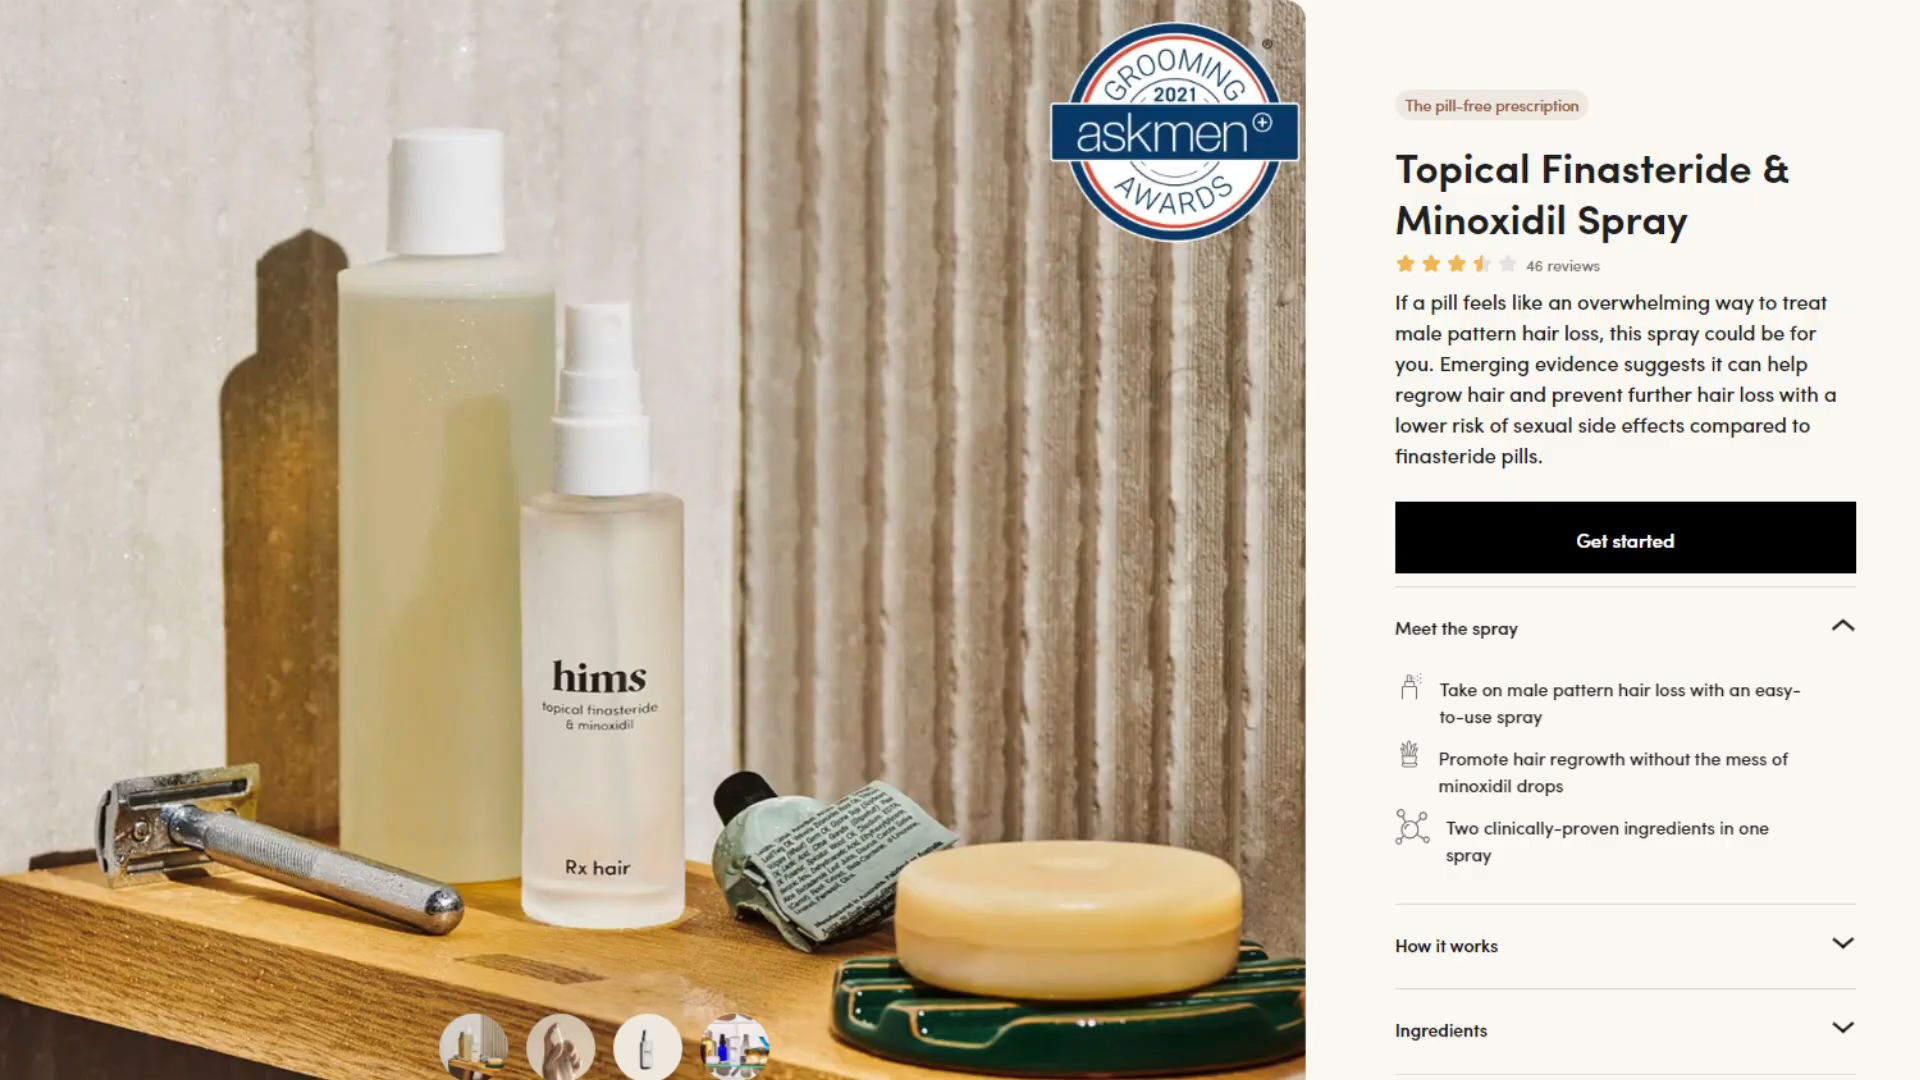 GROOMING
2021
askmen
AWARDS
®
hims
topical finasteride
& minoxidil
Rx hair
The pill-free prescription
Topical Finasteride &
Minoxidil Spray
46 reviews
If a pill feels like an overwhelming way to treat
male pattern hair loss, this spray could be for
you. Emerging evidence suggests it can help
regrow hair and prevent further hair loss with a
lower risk of sexual side effects compared to
finasteride pills.
Get started
Meet the spray
Take on male pattern hair loss with an easy-
to-use spray
Promote hair regrowth without the mess of
minoxidil drops
Two clinically-proven ingredients in one
spray
How it works
Ingredients